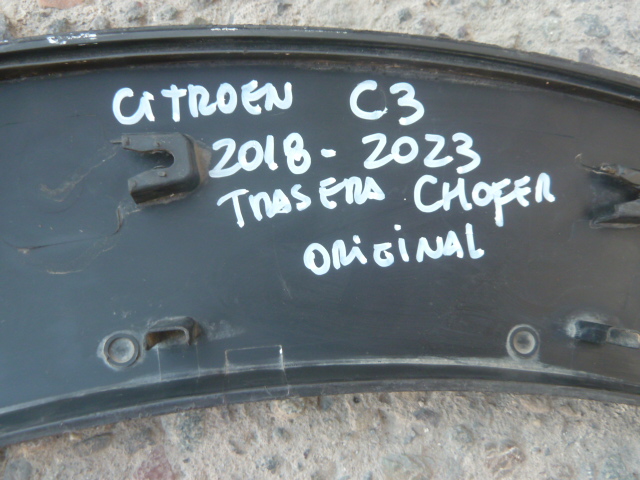 CiTROEN C3
2018-2023
TRASERA CHOFER
ORiGiNAL